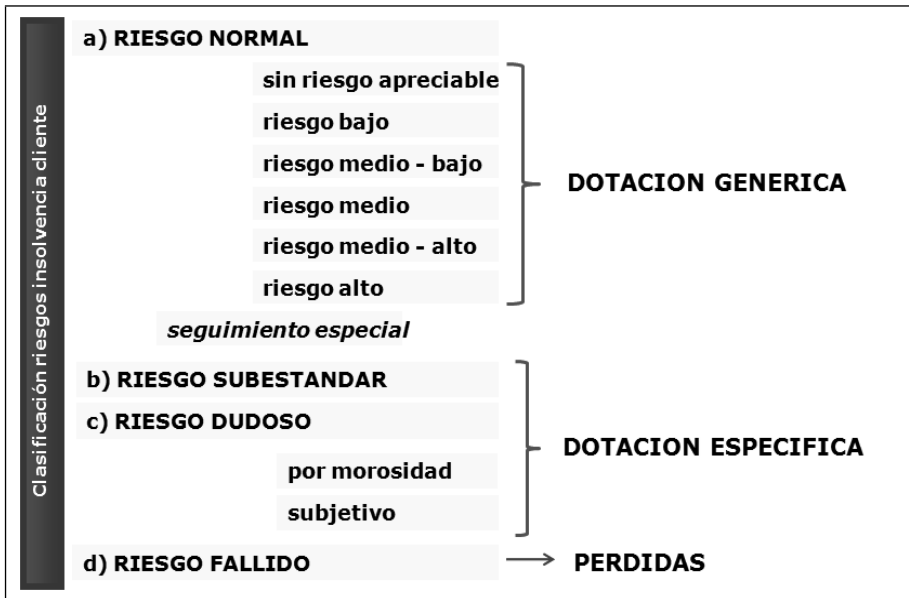 Clasificación riesgos insolvencia cliente
a) RIESGO NORMAL
sin riesgo apreciable
riesgo bajo
riesgo medio - bajo
riesgo medio
riesgo medio - alto
riesgo alto
DOTACION GENERICA
seguimiento especial
b) RIESGO SUBESTANDAR
c) RIESGO DUDOSO
por morosidad
subjetivo
DOTACION ESPECIFICA
d) RIESGO FALLIDO
PERDIDAS